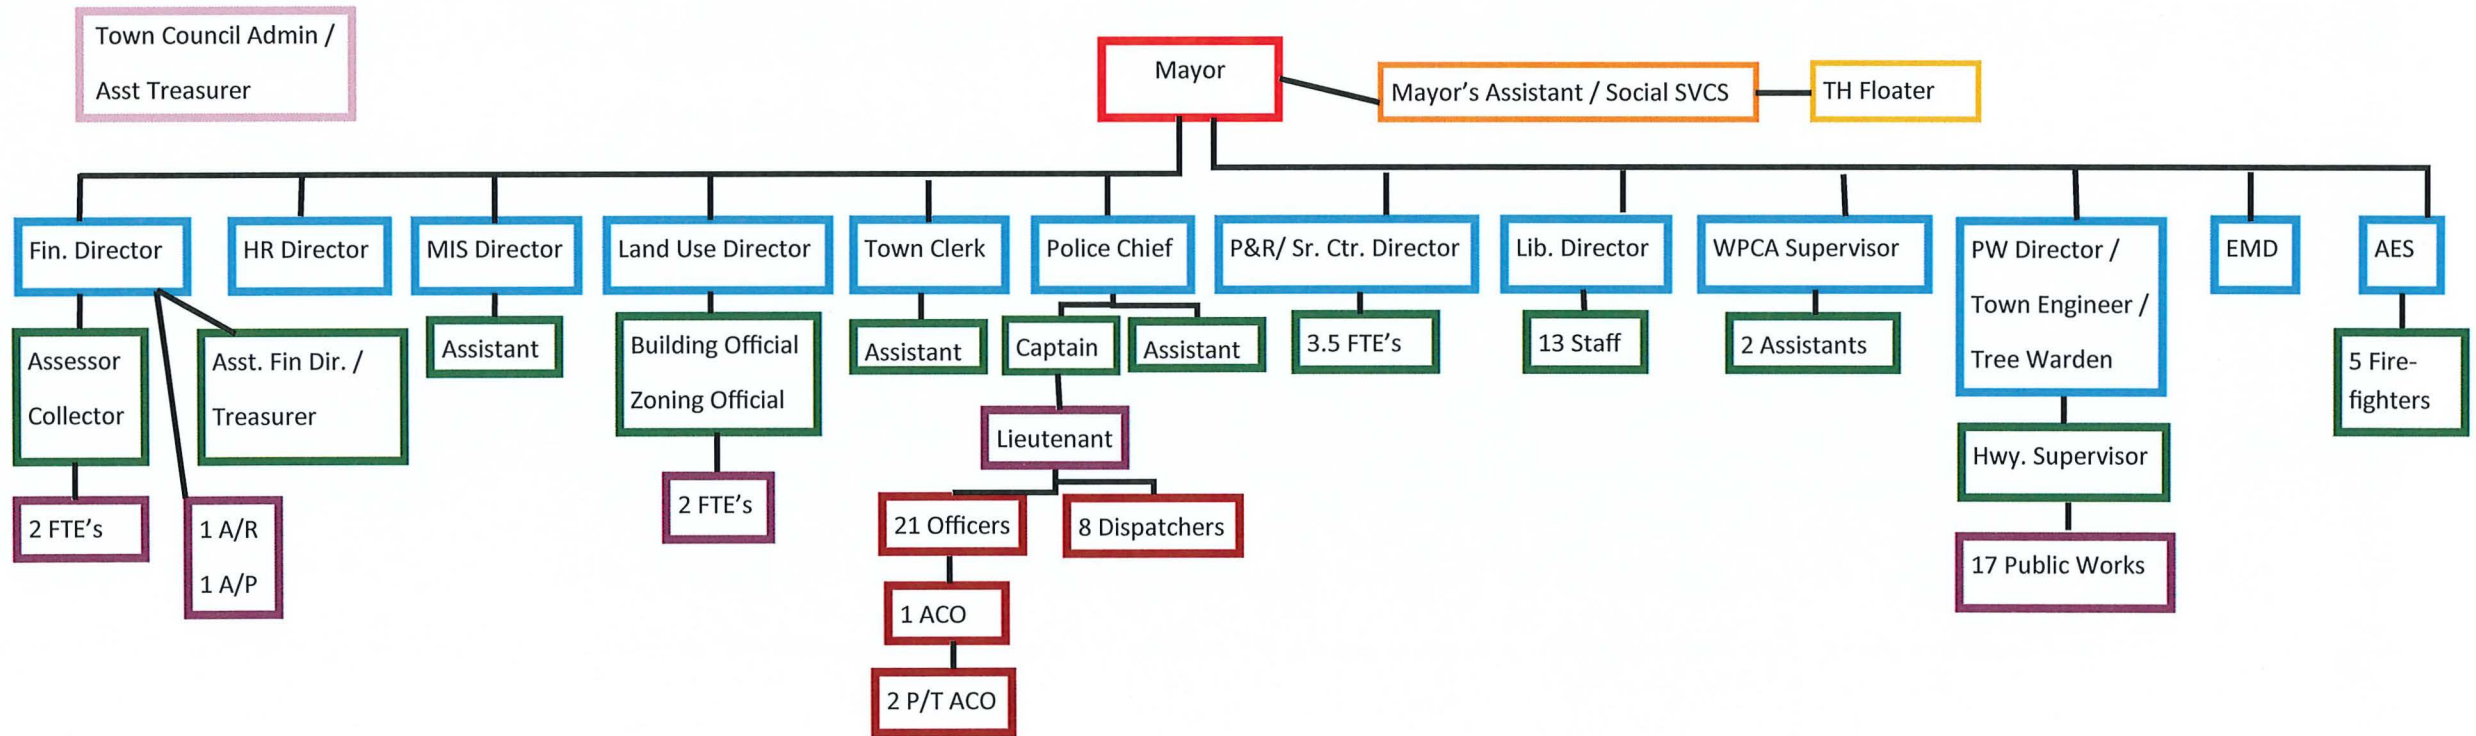 Town Council Admin /
Asst Treasurer
Mayor
Mayor's Assistant / Social SVCS
TH Floater
Fin. Director
HR Director
MIS Director
Land Use Director
Town Clerk
Police Chief
P&R/ Sr. Ctr. Director
Lib. Director
WPCA Supervisor
PW Director /
Town Engineer /
Tree Warden
EMD
AES
Assessor
Collector
Asst. Fin Dir. /
Treasurer
Assistant
Building Official
Zoning Official
Assistant
Captain
Assistant
3.5 FTE's
13 Staff
2 Assistants
Hwy. Supervisor
5 Fire-
fighters
Lieutenant
2 FTE's
1 A/R
1 A/P
2 FTE's
21 Officers
8 Dispatchers
17 Public Works
1 ACO
2 P/T ACO